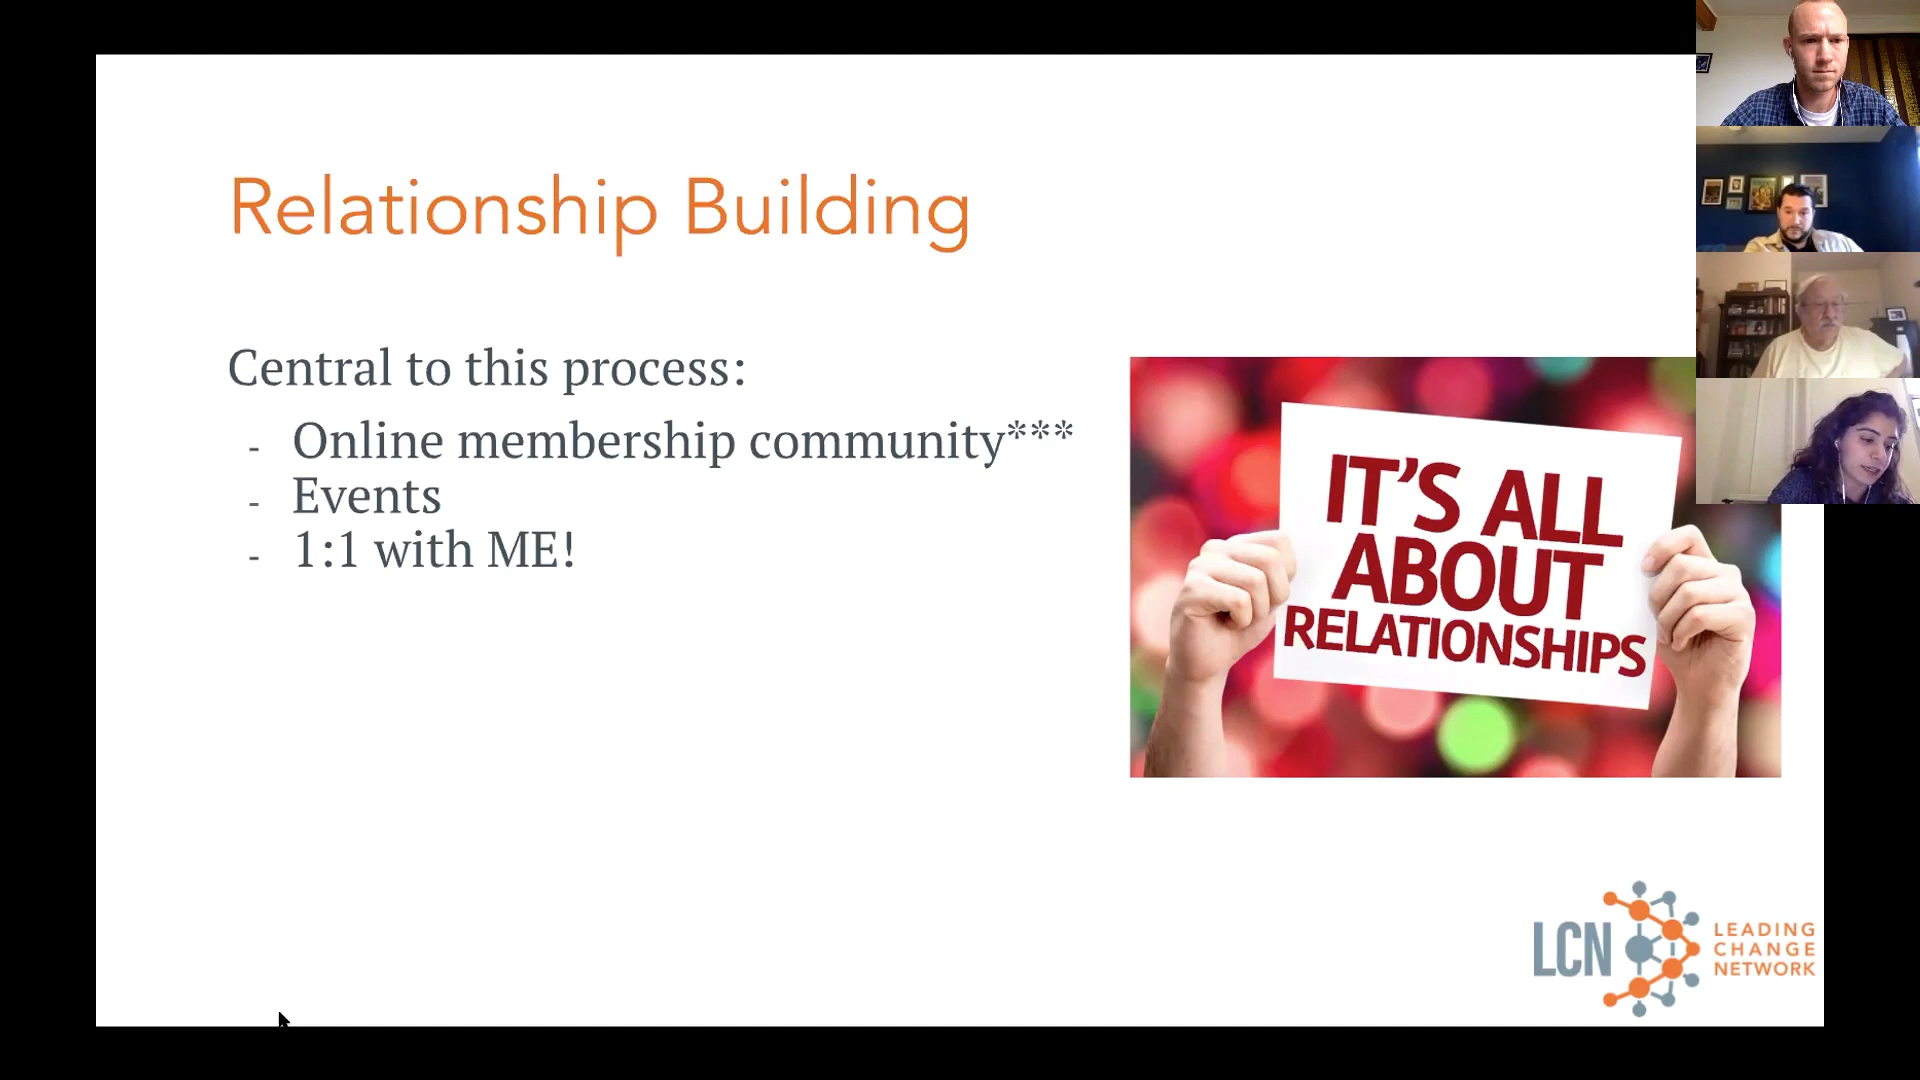 Relationship Building
Central to this process:
- Online membership community***
- Events
- 1:1 with ME!
IT'S ALL
ABOUT
RELATIONSHIPS
LCN
LEADING
CHANGE
NETWORK